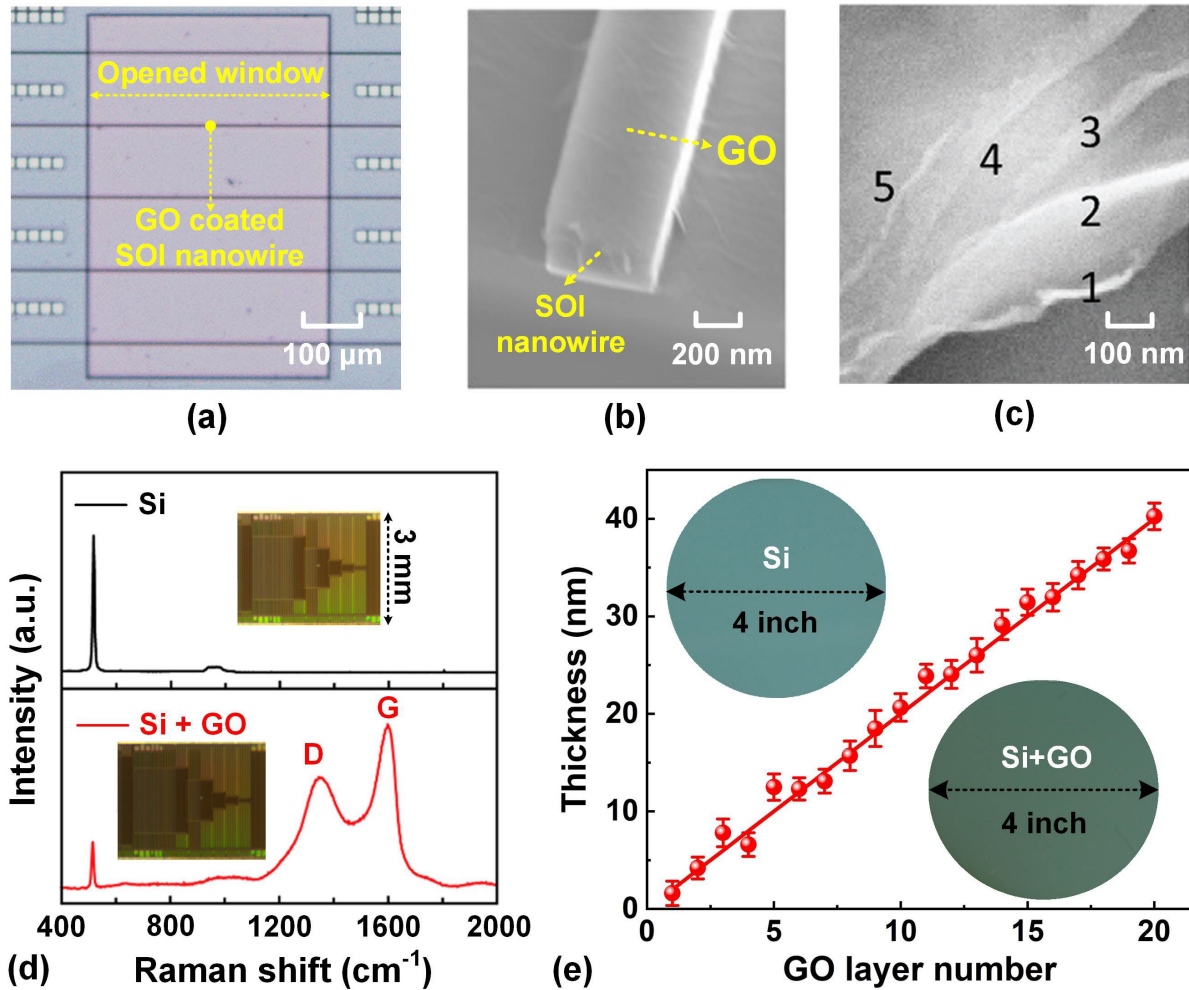 Opened window
GO coated
SOI nanowire
100 µm
(a)
GO
SOI
nanowire
200 nm
(b)
5
4
3
2
1
100 nm
(c)
Si
3 mm
Si + GO
D
G
Intensity (a.u.)
400 800 1200 1600 2000
Raman shift (cm⁻¹)
(d)
40
30
20
10
0
Thickness (nm)
Si
4 inch
Si+GO
4 inch
0 5 10 15 20
GO layer number
(e)